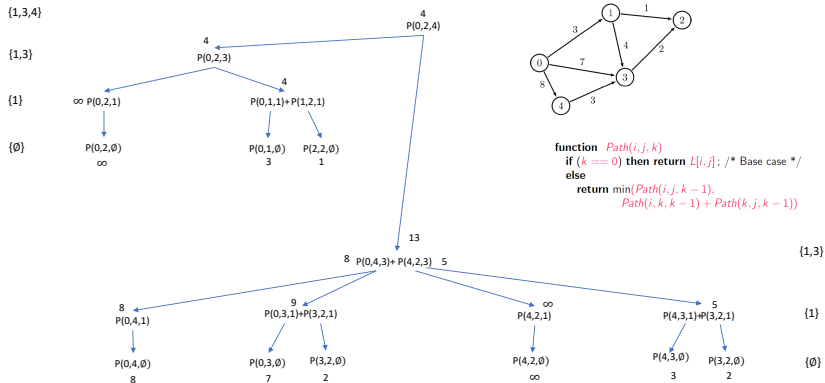 {1,3,4}
4
P(0,2,4)
{1,3}
4
P(0,2,3)
4
{1}
∞ P(0,2,1)
P(0,1,1)+P(1,2,1)
{∅}
P(0,2,∅)
∞
P(0,1,∅)
3
P(2,2,∅)
1
0
1
2
3
4
3
1
4
7
2
8
3
function Path(i, j, k)
if (k == 0) then return L[i, j]; /* Base case */
else
return min(Path(i, j, k − 1),
Path(i, k, k − 1) + Path(k, j, k − 1))
13
8 P(0,4,3)+ P(4,2,3) 5
{1,3}
8
P(0,4,1)
9
P(0,3,1)+P(3,2,1)
∞
P(4,2,1)
5
P(4,3,1)+P(3,2,1)
{1}
P(0,4,∅)
8
P(0,3,∅)
7
P(3,2,∅)
2
P(4,2,∅)
∞
P(4,3,∅)
3
P(3,2,∅)
2
{∅}